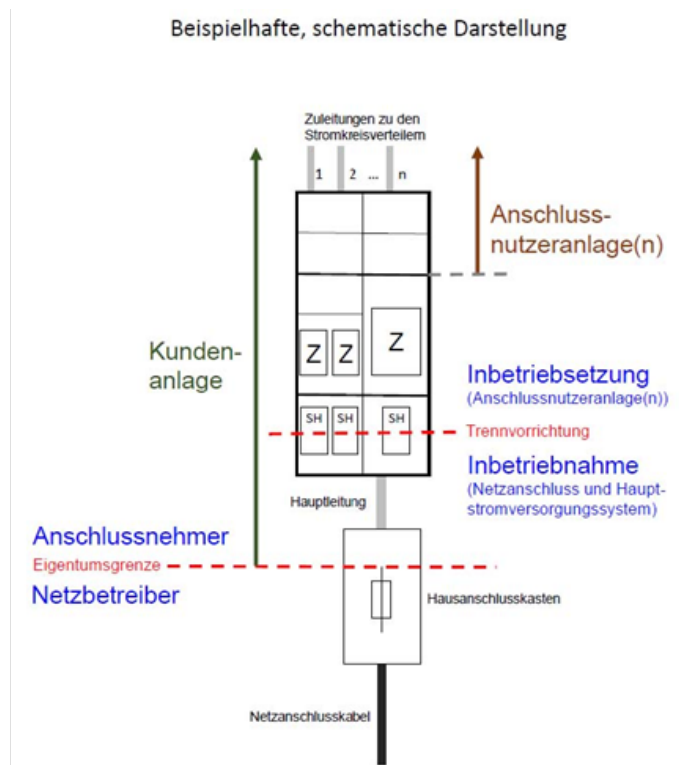 Beispielhafte, schematische Darstellung
Zuleitungen zu den
Stromkreisverteilern
1 2 ... n
Anschluss-
nutzeranlage(n)
Kunden-
anlage
Z Z Z
Inbetriebsetzung
(Anschlussnutzeranlage(n))
SH SH SH
Trennvorrichtung
Inbetriebnahme
(Netzanschluss und Haupt-
stromversorgungssystem)
Hauptleitung
Anschlussnehmer
Eigentumsgrenze
Netzbetreiber
Hausanschlusskasten
Netzanschlusskabel